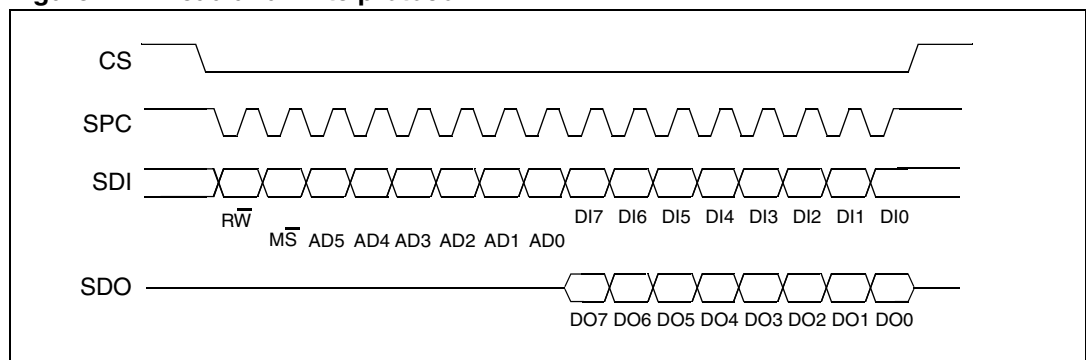 CS
SPC
SDI
RW̅ DI7 DI6 DI5 DI4 DI3 DI2 DI1 DI0
MS̅ AD5 AD4 AD3 AD2 AD1 AD0
SDO
DO7 DO6 DO5 DO4 DO3 DO2 DO1 DO0